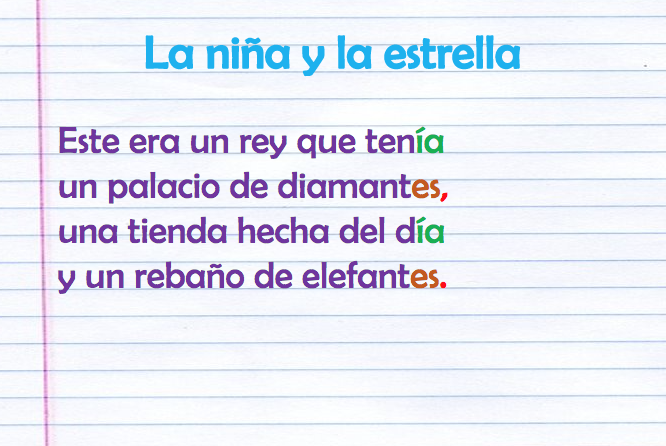 La niña y la estrella
Este era un rey que tenía
un palacio de diamantes,
una tienda hecha del día
y un rebaño de elefantes.